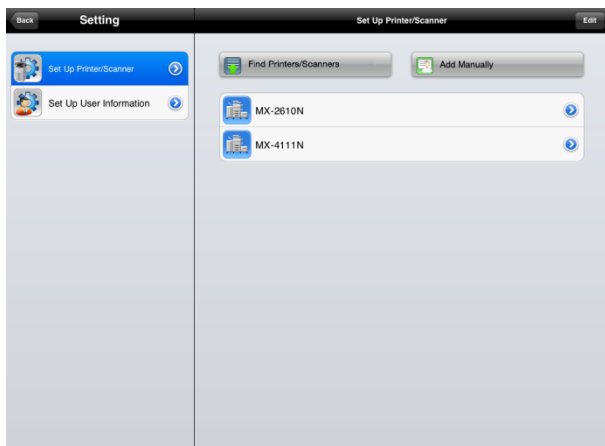 Back
Setting
Set Up Printer/Scanner
Edit
Set Up Printer/Scanner
Set Up User Information
Find Printers/Scanners
Add Manually
MX-2610N
MX-4111N